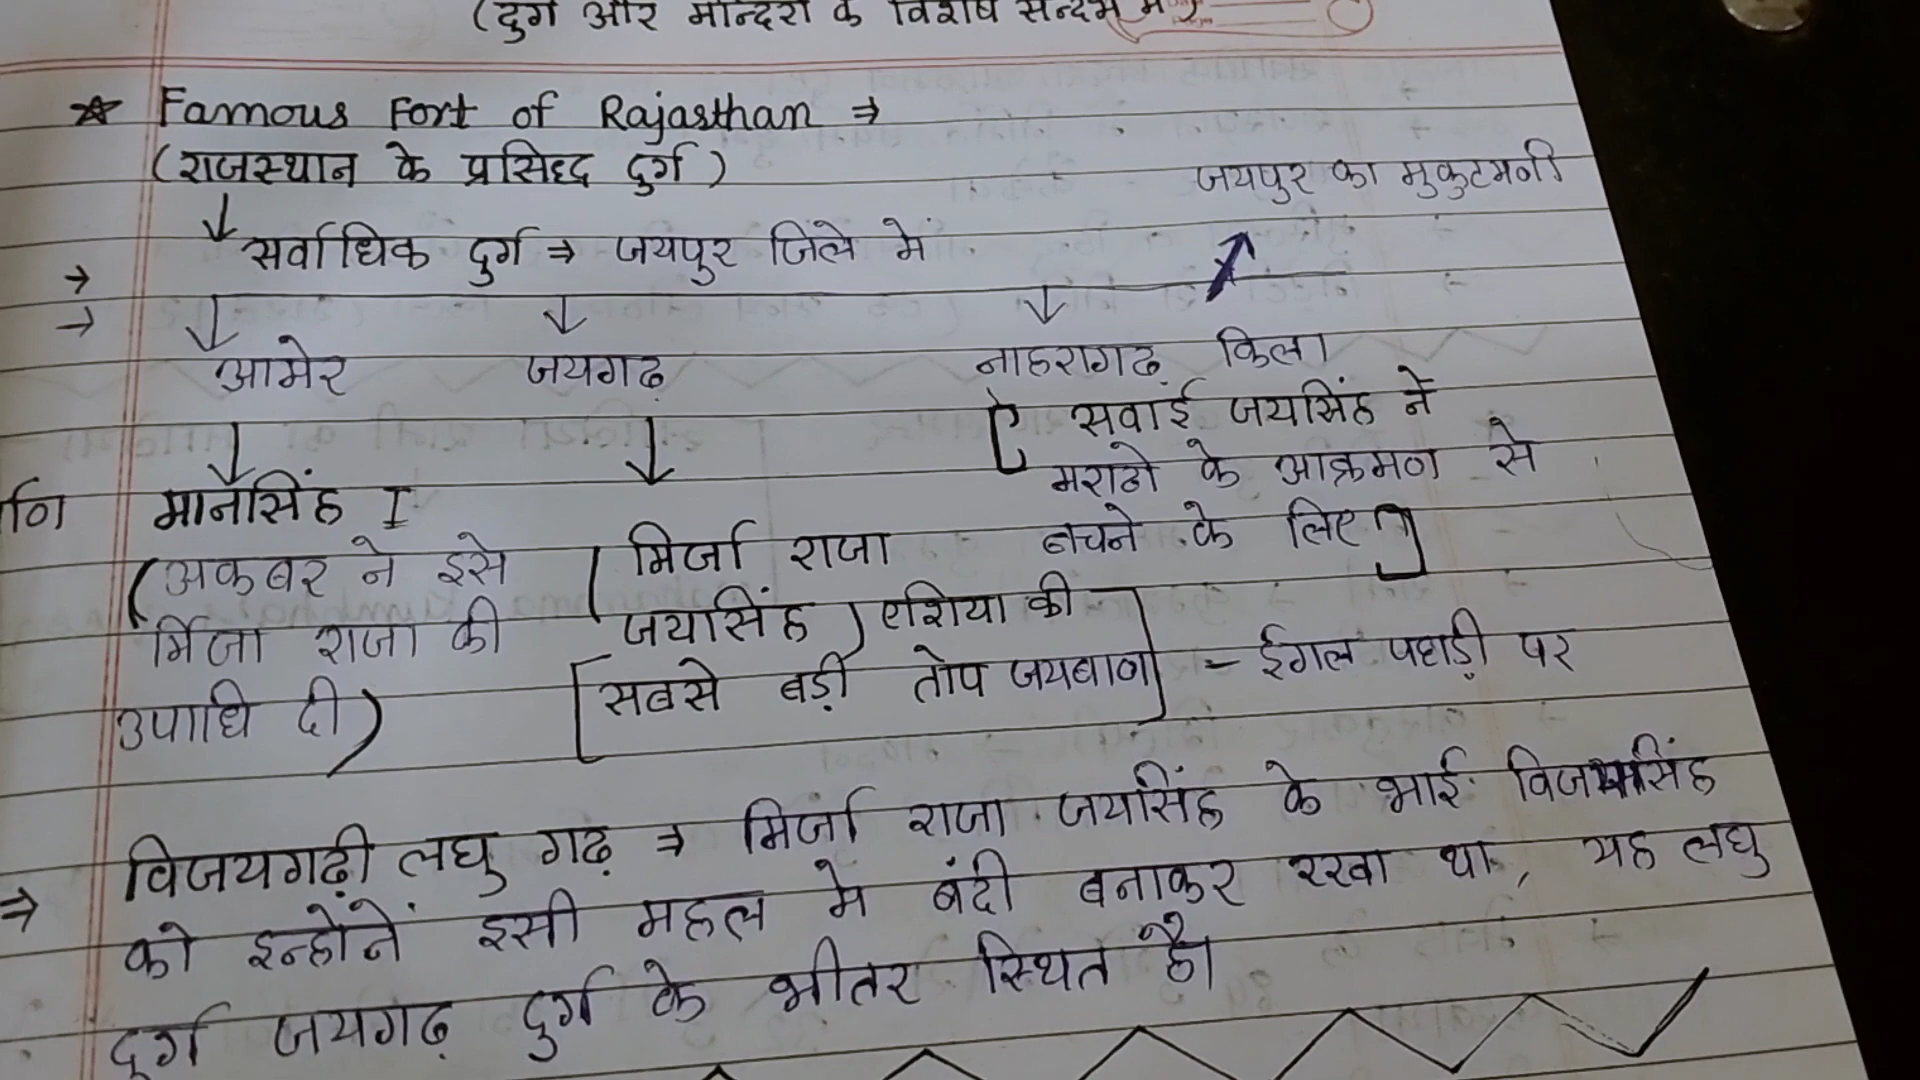 (दुर्ग और मन्दिरों के विशेष सन्दर्भ में)
☆ Famous Fort of Rajasthan ⇒
(राजस्थान के प्रसिद्ध दुर्ग)
जयपुर का मुकुटमणी
↓ सर्वाधिक दुर्ग ⇒ जयपुर जिले में
→
→
आमेर जयगढ़ नाहरागढ़ किला
[सवाई जयसिंह ने
मराठो के आक्रमण से
बचने के लिए]
मानसिंह I
(अकबर ने इसे
मिर्जा राजा की
उपाधि दी)
(मिर्जा राजा
जयसिंह)
[एशिया की
सबसे बड़ी तोप जयबाण] - ईगल पहाड़ी पर
⇒ विजयगढ़ी लघु गढ़ ⇒ मिर्जा राजा जयसिंह के भाई विजयसिंह
को इन्होंनें इसी महल मे बंदी बनाकर रखा था, यह लघु
दुर्ग जयगढ़ दुर्ग के भीतर स्थित है।